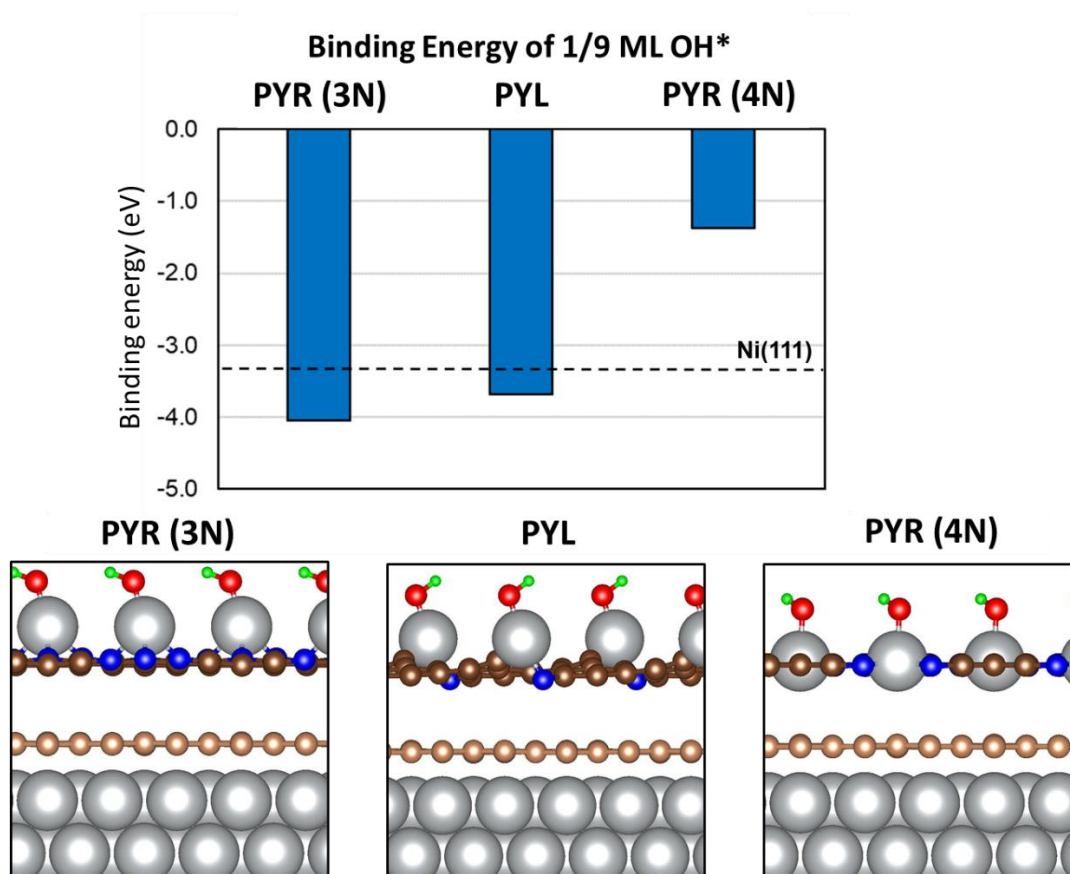 Binding Energy of 1/9 ML OH*
PYR (3N) PYL PYR (4N)
Binding energy (eV)
0.0
-1.0
-2.0
-3.0
-4.0
-5.0
Ni(111)
PYR (3N) PYL PYR (4N)